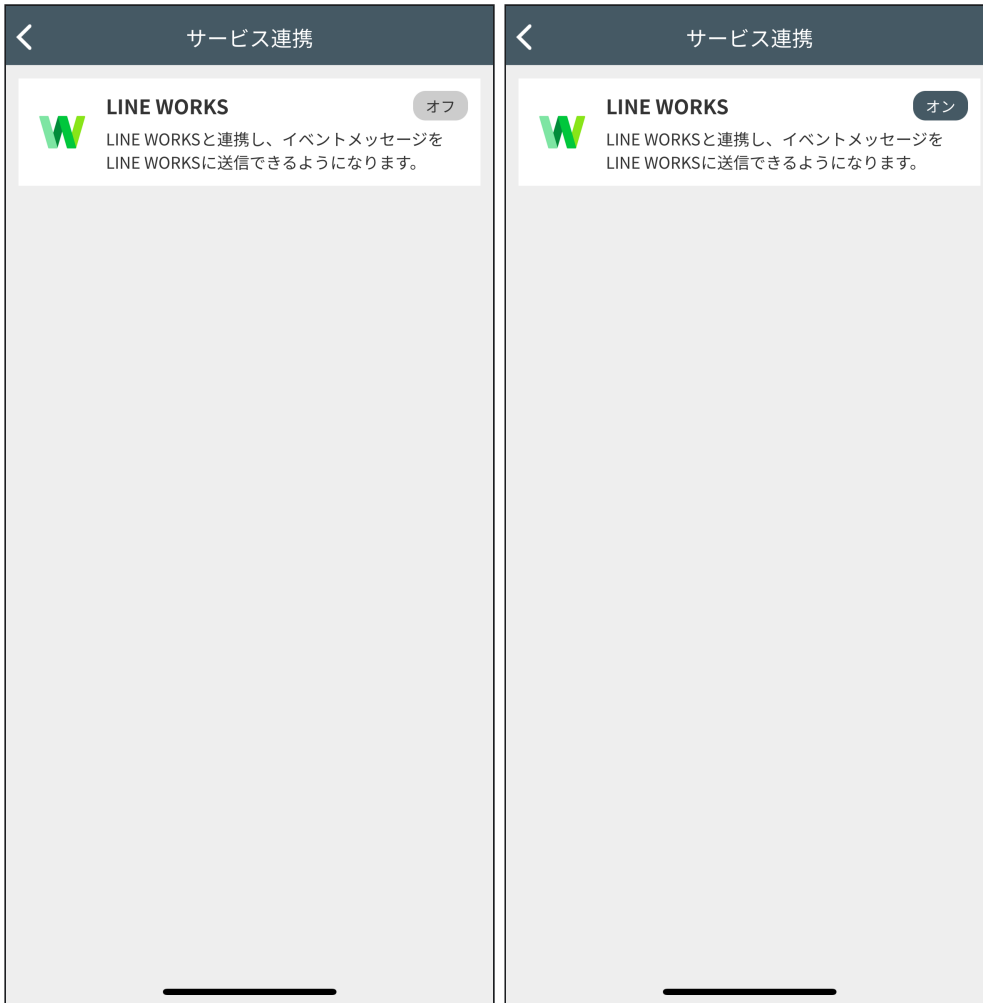 サービス連携
LINE WORKS
オフ
LINE WORKSと連携し、イベントメッセージを
LINE WORKSに送信できるようになります。
サービス連携
LINE WORKS
オン
LINE WORKSと連携し、イベントメッセージを
LINE WORKSに送信できるようになります。